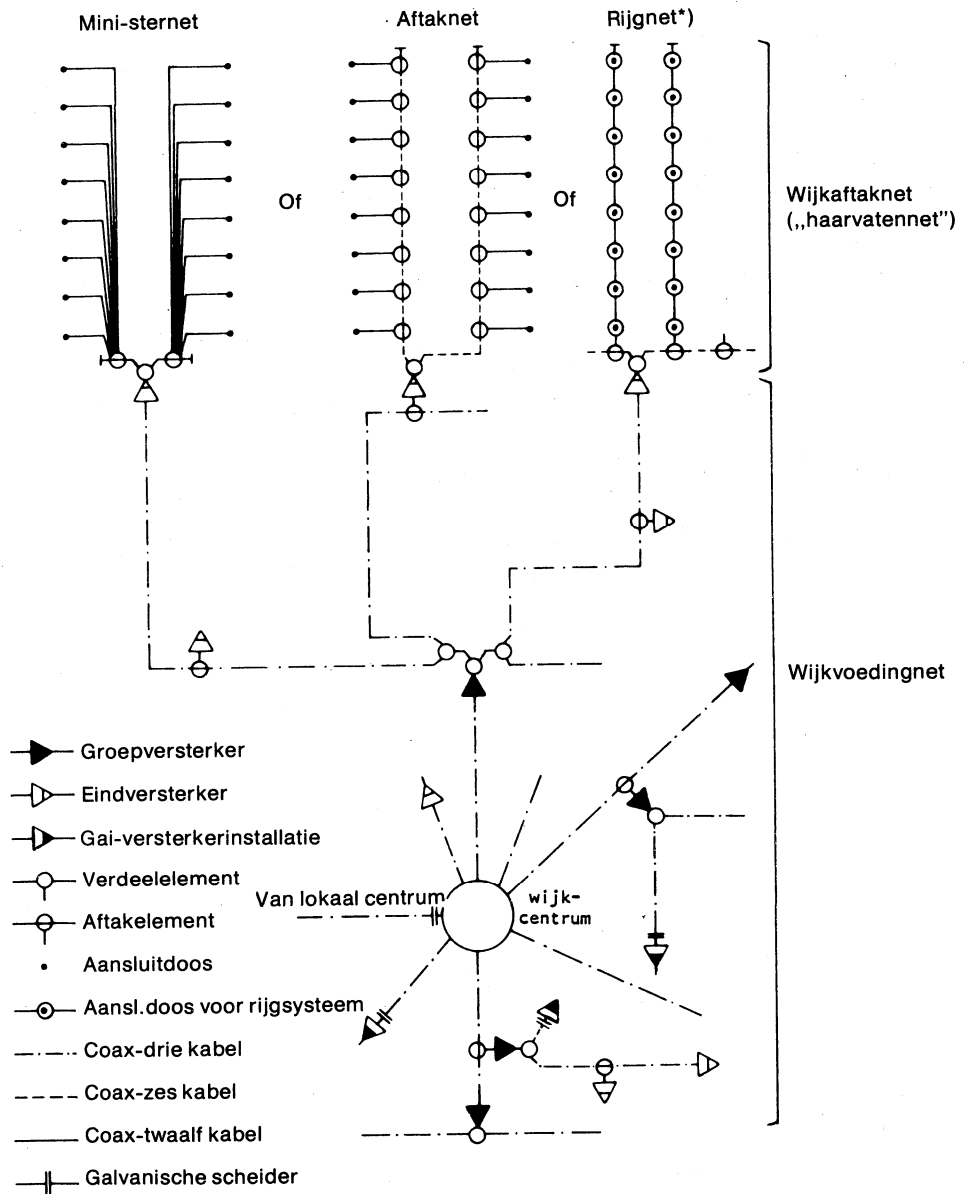 Mini-sternet
Aftaknet
Rijgnet*)
Of
Of
Wijkaftaknet
(,,haarvatennet")
Wijkvoedingnet
Groepversterker
Eindversterker
Gai-versterkerinstallatie
Verdeelelement
Aftakelement
Aansluitdoos
Aansl.doos voor rijgsysteem
Coax-drie kabel
Coax-zes kabel
Coax-twaalf kabel
Galvanische scheider
Van lokaal centrum
wijk-
centrum